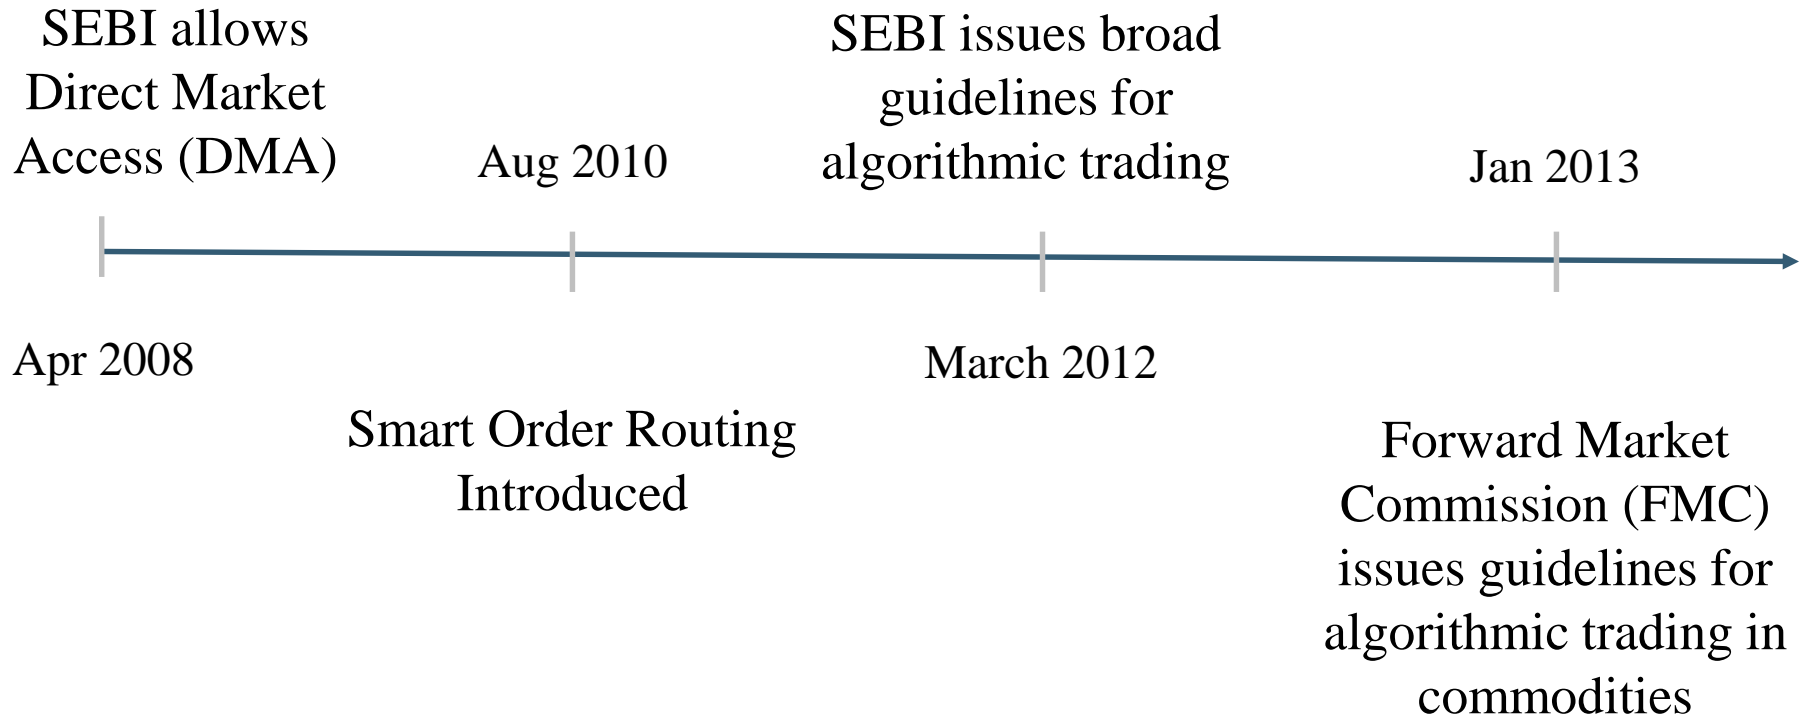 SEBI allows
Direct Market
Access (DMA)
Apr 2008
Aug 2010
Smart Order Routing
Introduced
SEBI issues broad
guidelines for
algorithmic trading
March 2012
Jan 2013
Forward Market
Commission (FMC)
issues guidelines for
algorithmic trading in
commodities